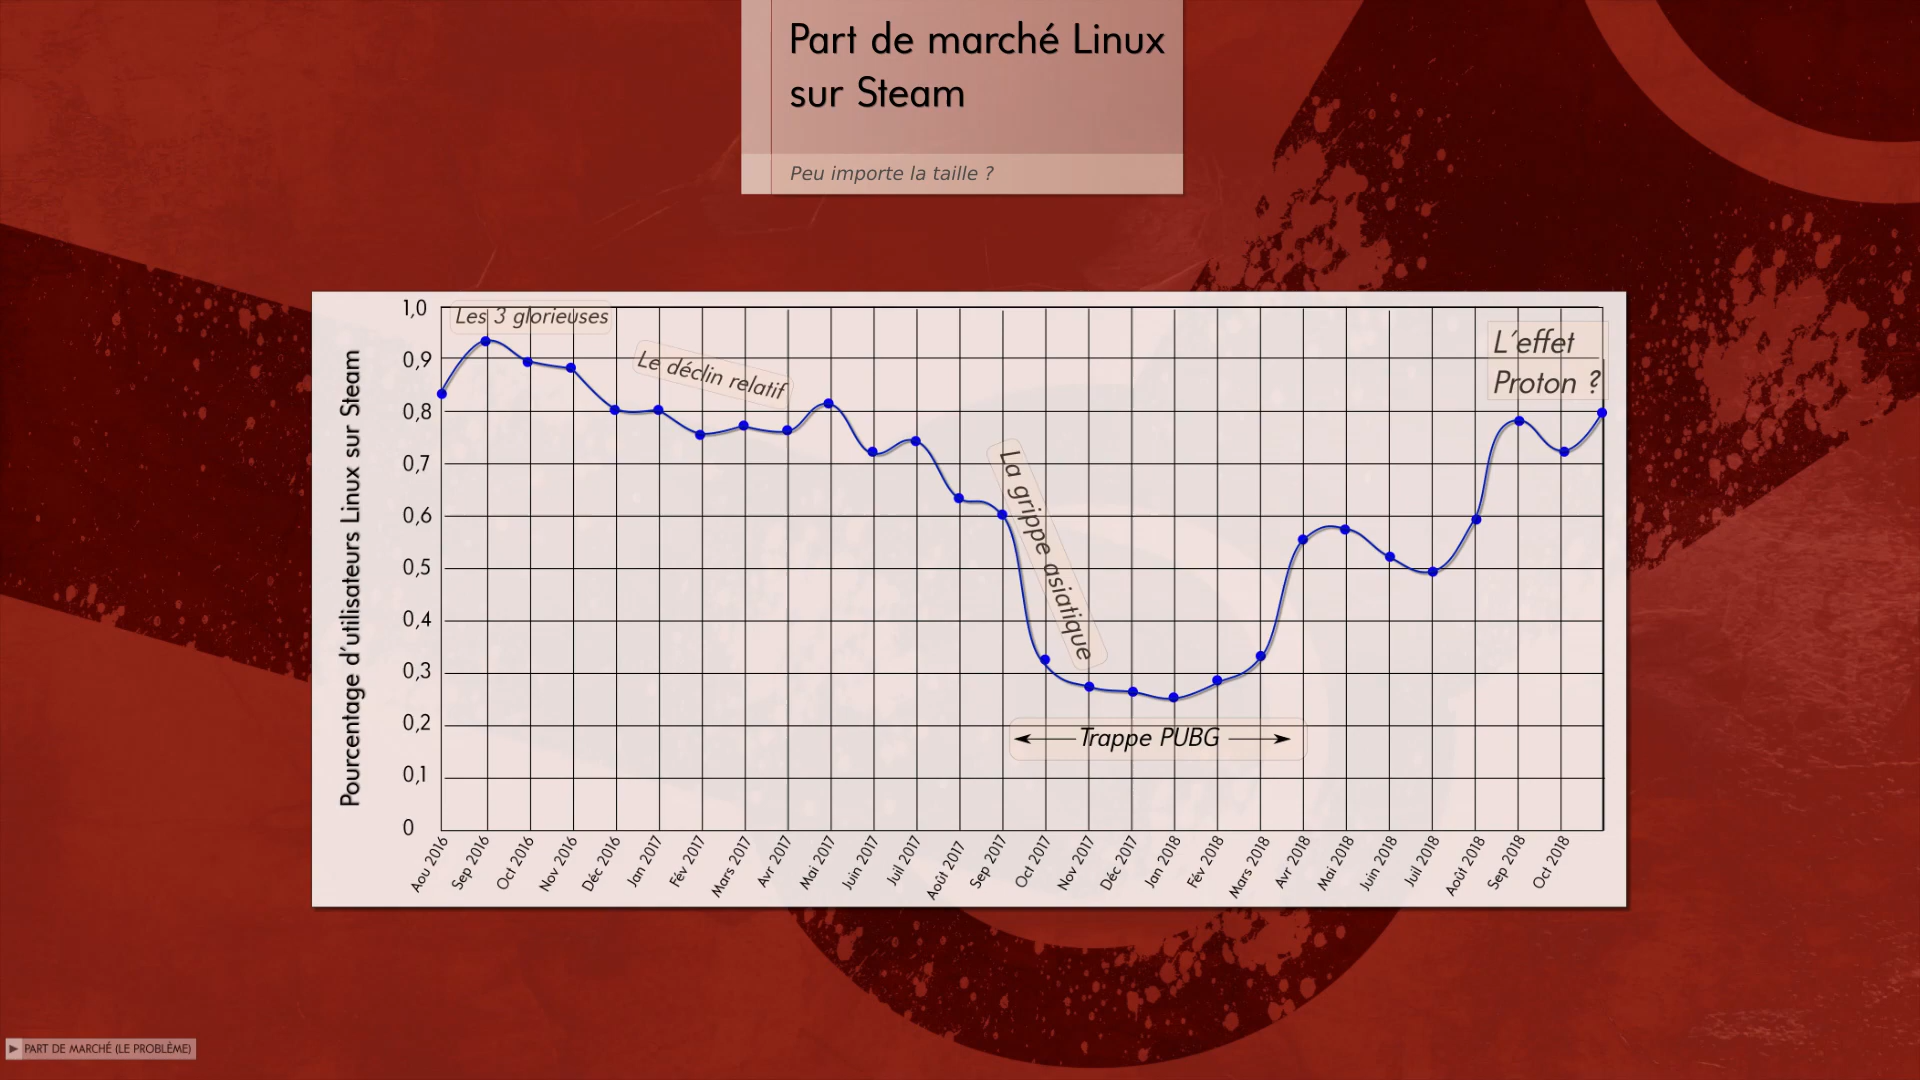 Part de marché Linux
sur Steam
Peu importe la taille ?
Pourcentage d'utilisateurs Linux sur Steam
1,0
0,9
0,8
0,7
0,6
0,5
0,4
0,3
0,2
0,1
0
Les 3 glorieuses
Le déclin relatif
La grippe asiatique
Trappe PUBG
L'effet
Proton ?
Aou 2016
Sep 2016
Oct 2016
Nov 2016
Déc 2016
Jan 2017
Fév 2017
Mars 2017
Avr 2017
Mai 2017
Juin 2017
Juil 2017
Août 2017
Sep 2017
Oct 2017
Nov 2017
Déc 2017
Jan 2018
Fév 2018
Mars 2018
Avr 2018
Mai 2018
Juin 2018
Juil 2018
Août 2018
Sep 2018
Oct 2018
PART DE MARCHÉ (LE PROBLÈME)